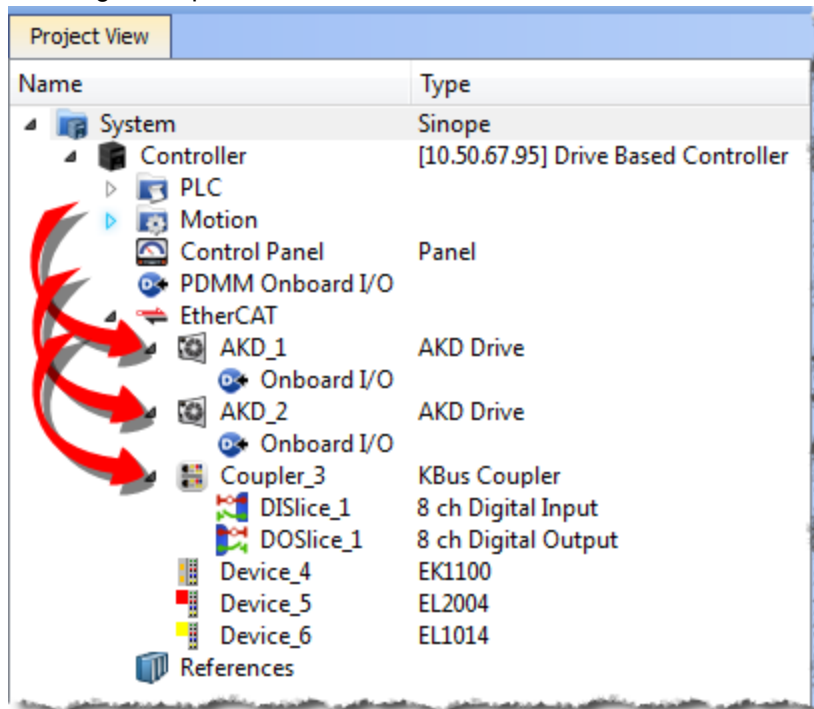 Project View
Name Type
System Sinope
Controller [10.50.67.95] Drive Based Controller
PLC
Motion
Control Panel Panel
PDMM Onboard I/O
EtherCAT
AKD_1 AKD Drive
Onboard I/O
AKD_2 AKD Drive
Onboard I/O
Coupler_3 KBus Coupler
DISlice_1 8 ch Digital Input
DOSlice_1 8 ch Digital Output
Device_4 EK1100
Device_5 EL2004
Device_6 EL1014
References